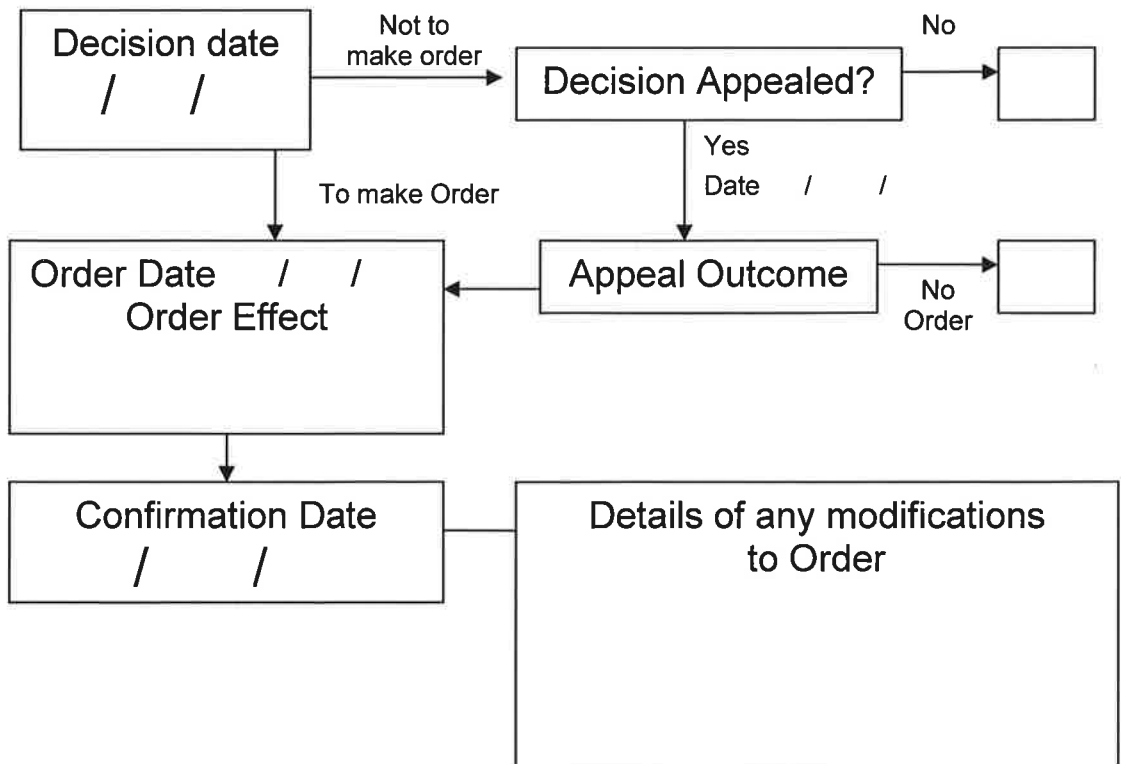 Decision date
/ /
Not to
make order
Decision Appealed?
No
Yes
Date / /
To make Order
Order Date / /
Order Effect
Appeal Outcome
No
Order
Confirmation Date
/ /
Details of any modifications
to Order